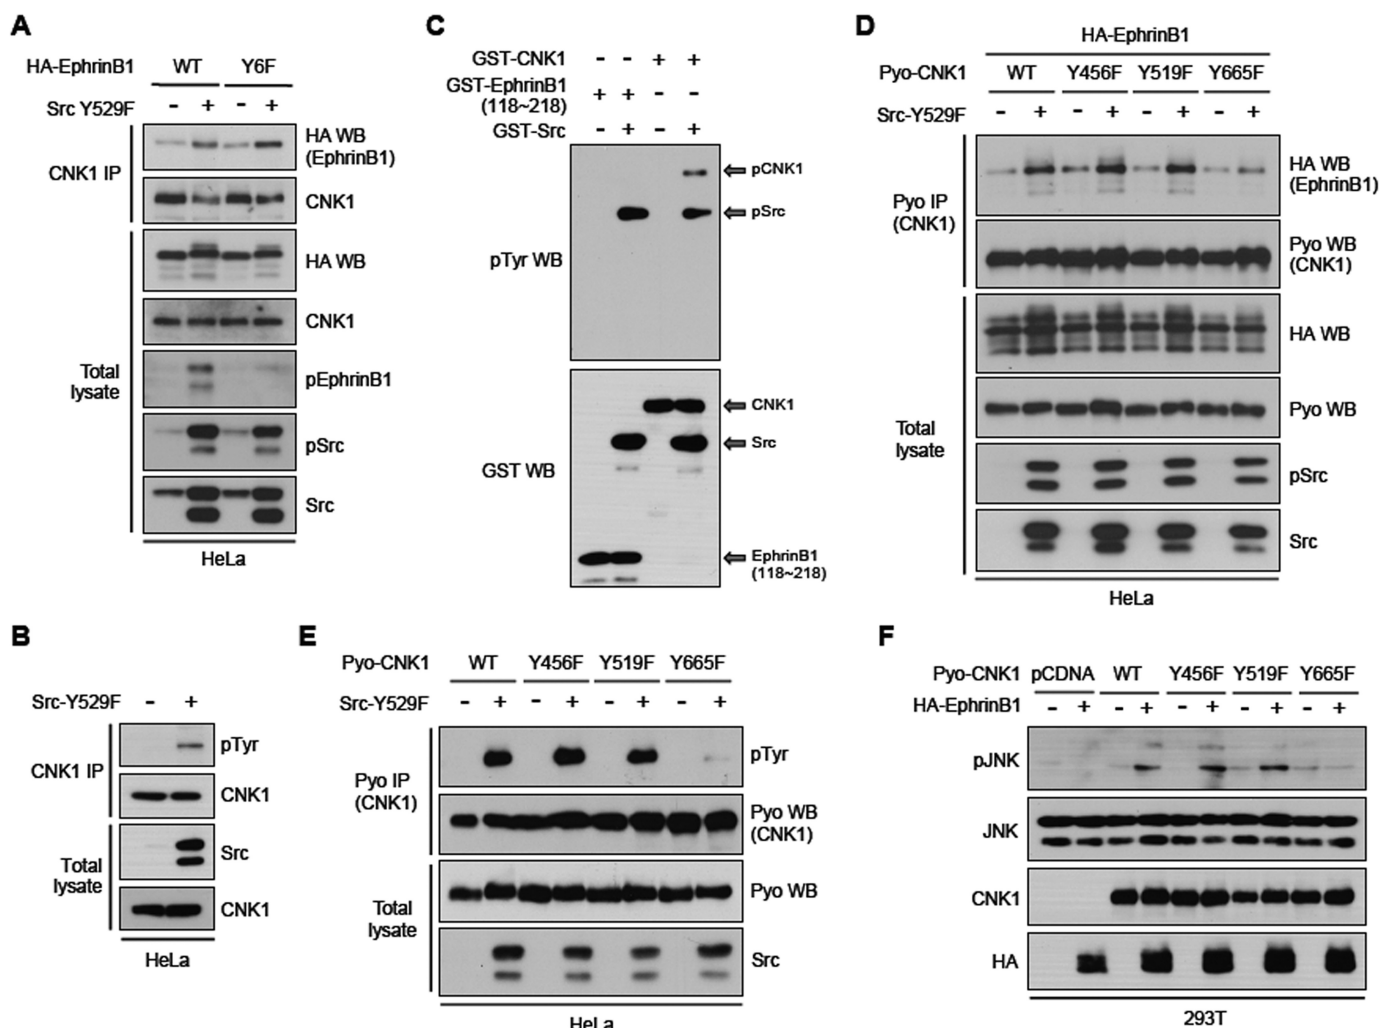 A
HA-EphrinB1 WT Y6F
Src Y529F - + - +
CNK1 IP
HA WB
(EphrinB1)
CNK1
Total
lysate
HA WB
CNK1
pEphrinB1
pSrc
Src
HeLa
B
Src-Y529F - +
CNK1 IP
pTyr
CNK1
Total
lysate
Src
CNK1
HeLa
C
GST-CNK1 - - + +
GST-EphrinB1
(118~218) + + - -
GST-Src - + - +
pTyr WB
pCNK1
pSrc
GST WB
CNK1
Src
EphrinB1
(118~218)
D
HA-EphrinB1
Pyo-CNK1 WT Y456F Y519F Y665F
Src-Y529F - + - + - + - +
Pyo IP
(CNK1)
HA WB
(EphrinB1)
Pyo WB
(CNK1)
Total
lysate
HA WB
Pyo WB
pSrc
Src
HeLa
E
Pyo-CNK1 WT Y456F Y519F Y665F
Src-Y529F - + - + - + - +
Pyo IP
(CNK1)
pTyr
Pyo WB
(CNK1)
Total
lysate
Pyo WB
Src
HeLa
F
Pyo-CNK1 pCDNA WT Y456F Y519F Y665F
HA-EphrinB1 - + - + - + - + - +
pJNK
JNK
CNK1
HA
293T